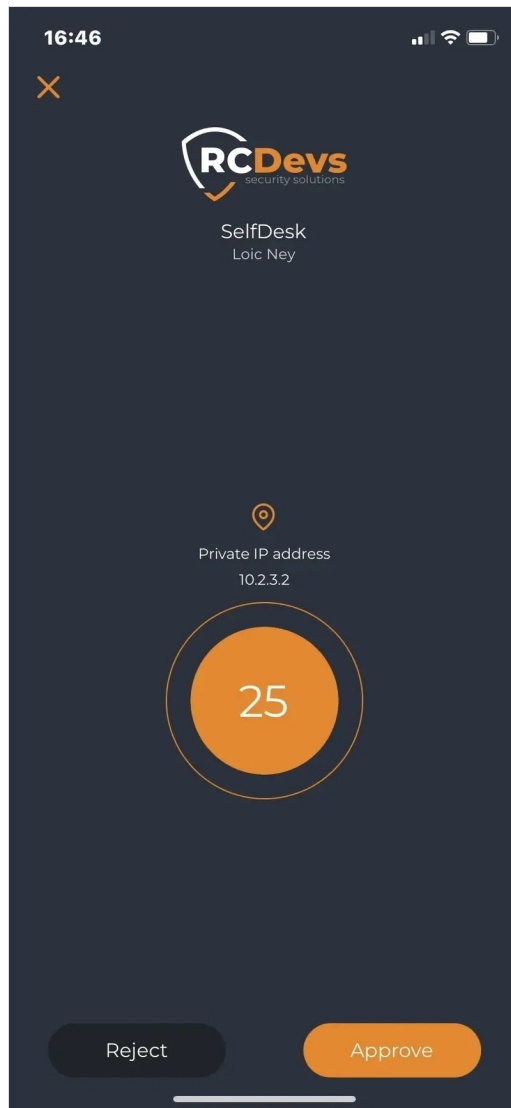 16:46
RCDevs
security solutions
SelfDesk
Loic Ney
Private IP address
10.2.3.2
25
Reject
Approve